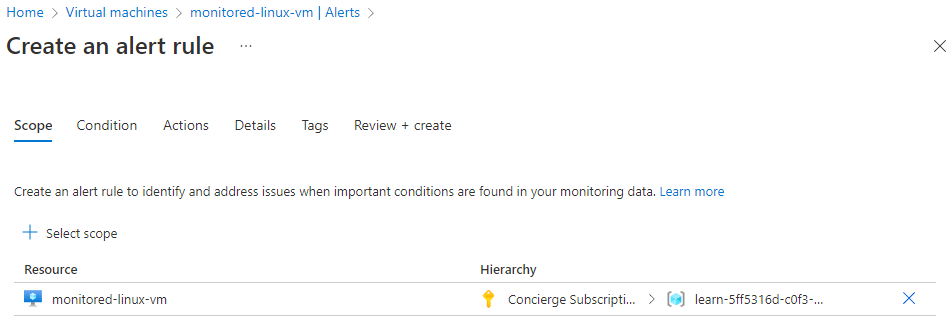 Home > Virtual machines > monitored-linux-vm | Alerts >
Create an alert rule ...
Scope Condition Actions Details Tags Review + create
Create an alert rule to identify and address issues when important conditions are found in your monitoring data. Learn more
+ Select scope
Resource Hierarchy
monitored-linux-vm Concierge Subscripti... > learn-5ff5316d-c0f3-...